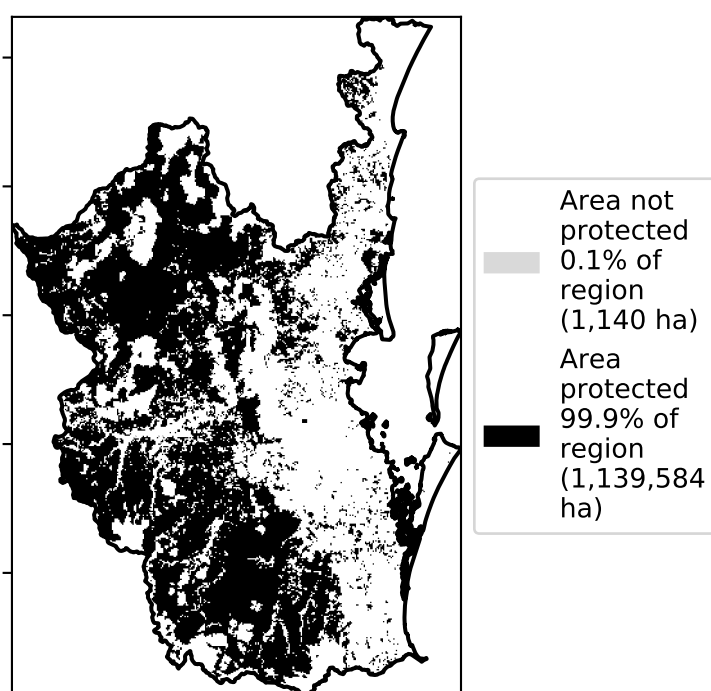 Area not
protected
0.1% of
region
(1,140 ha)
Area
protected
99.9% of
region
(1,139,584
ha)